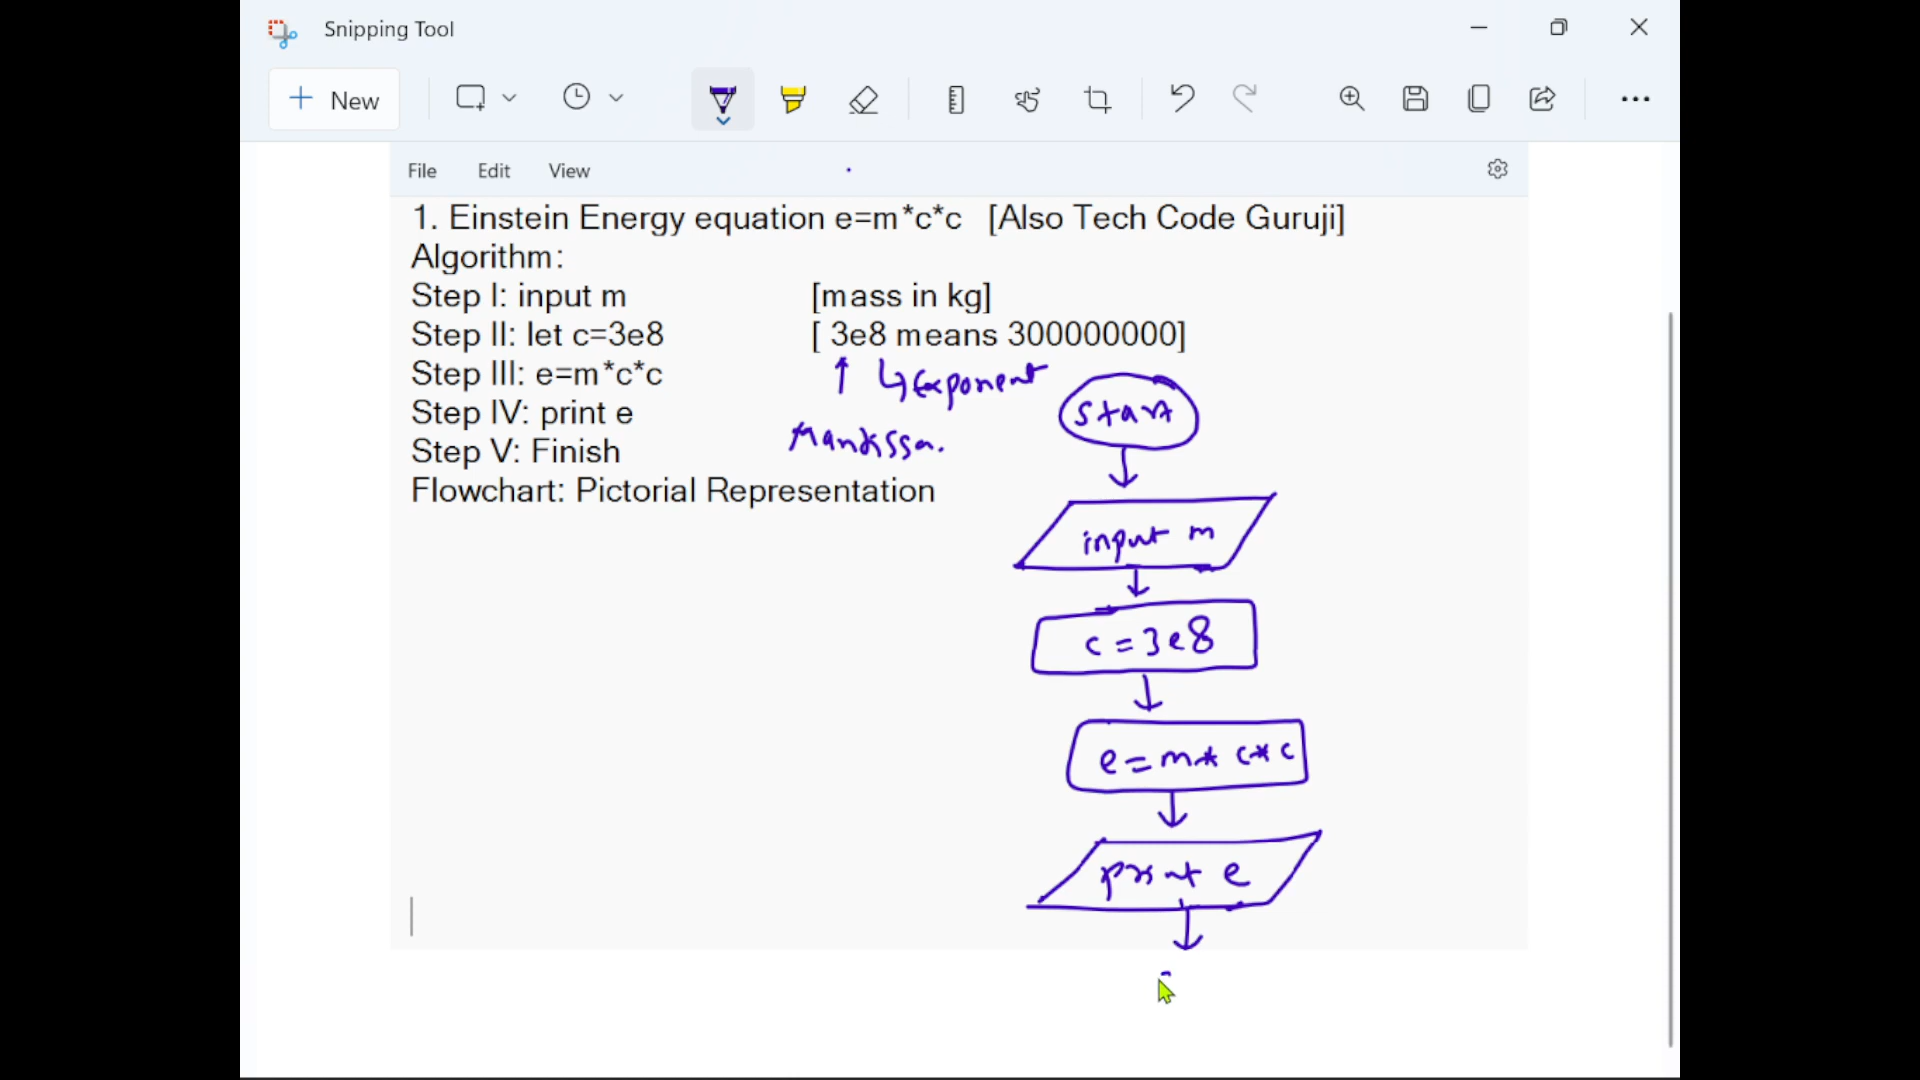 Snipping Tool
New
File Edit View
1. Einstein Energy equation e=m*c*c [Also Tech Code Guruji]
Algorithm:
Step I: input m [mass in kg]
Step II: let c=3e8 [ 3e8 means 300000000]
Step III: e=m*c*c
Step IV: print e
Step V: Finish
Flowchart: Pictorial Representation
Exponent
Mantissa.
Start
input m
c=3e8
e=m*c*c
print e